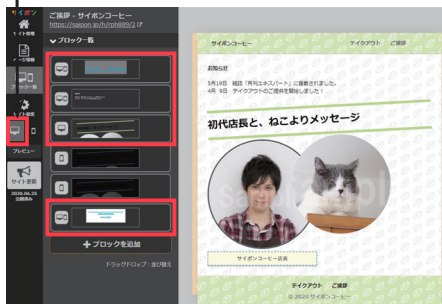 サイポン
ご挨拶 - サイポンコーヒー
https://saipon.jp/h/rph889/2
サイト管理
ブロック一覧
ページ情報
ブロック一覧
サイト設定
プレビュー
サイト更新
2020.06.25
公開済み
ブロックを追加
ドラッグドロップ：並び替え
サイポンコーヒー
テイクアウト ご挨拶
お知らせ
5月19日 雑誌「月刊エキスパート」に掲載されました。
4月 9日 テイクアウトのご提供を開始しました！
初代店長と、ねこよりメッセージ
サイポンコーヒー店長
テイクアウト ご挨拶
© 2020 サイポンコーヒー